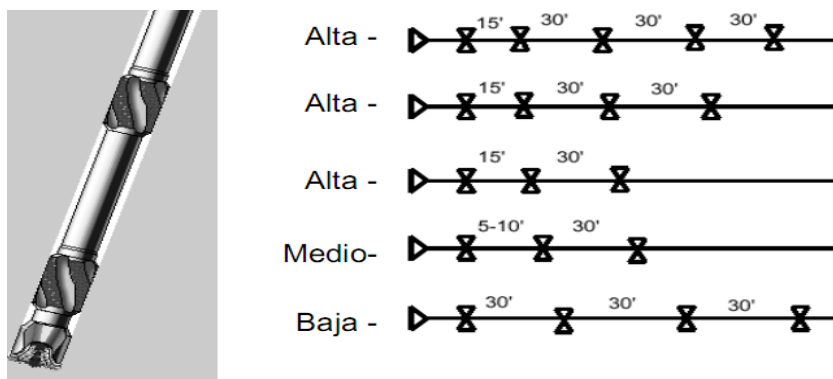 15' 30' 30' 30'
Alta -
15' 30' 30'
Alta -
15' 30'
Alta -
5-10' 30'
Medio-
30' 30' 30'
Baja -